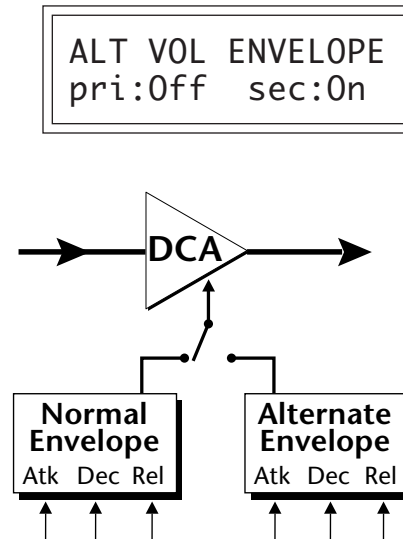 ALT VOL ENVELOPE
pri:Off sec:On
DCA
Normal
Envelope
Atk Dec Rel
Alternate
Envelope
Atk Dec Rel